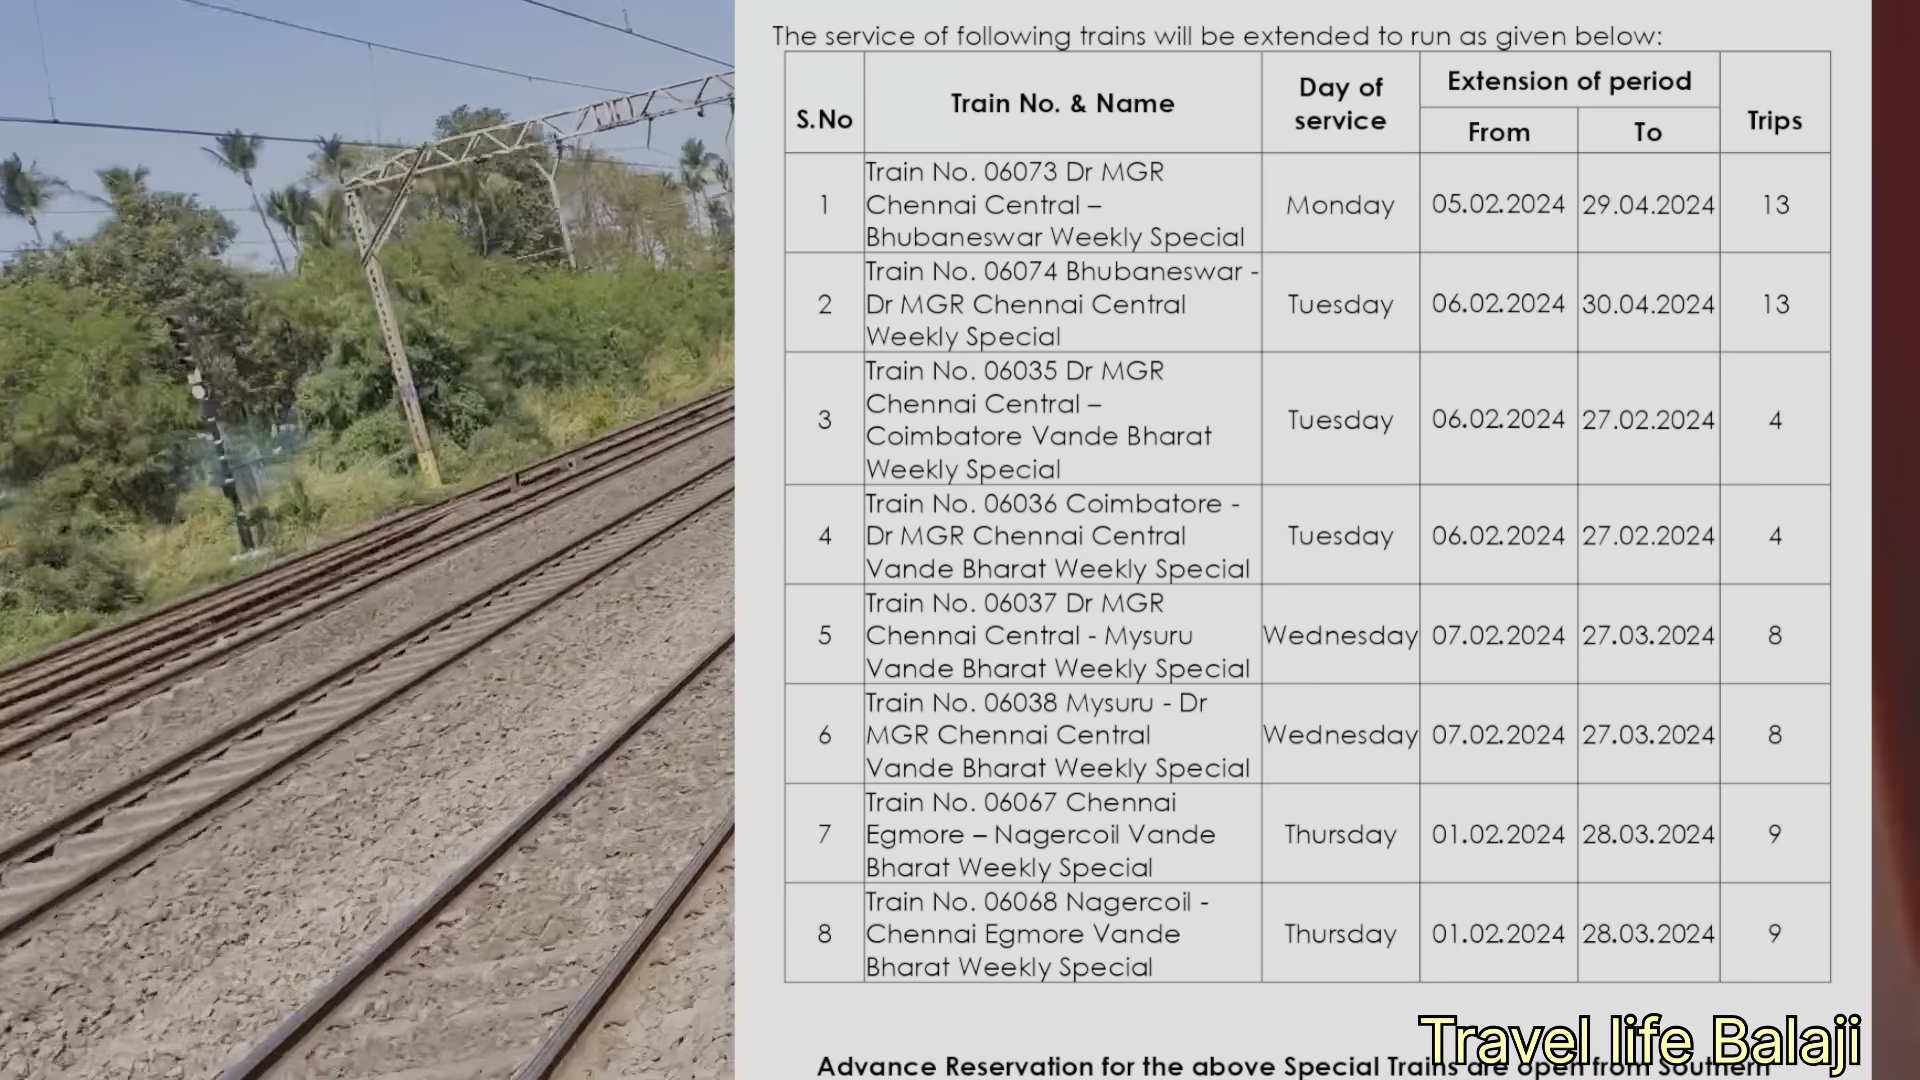 The service of following trains will be extended to run as given below:
S.No Train No. & Name Day of service Extension of period Trips
From To
1 Train No. 06073 Dr MGR Chennai Central – Bhubaneswar Weekly Special Monday 05.02.2024 29.04.2024 13
2 Train No. 06074 Bhubaneswar - Dr MGR Chennai Central Weekly Special Tuesday 06.02.2024 30.04.2024 13
3 Train No. 06035 Dr MGR Chennai Central – Coimbatore Vande Bharat Weekly Special Tuesday 06.02.2024 27.02.2024 4
4 Train No. 06036 Coimbatore - Dr MGR Chennai Central Vande Bharat Weekly Special Tuesday 06.02.2024 27.02.2024 4
5 Train No. 06037 Dr MGR Chennai Central - Mysuru Vande Bharat Weekly Special Wednesday 07.02.2024 27.03.2024 8
6 Train No. 06038 Mysuru - Dr MGR Chennai Central Vande Bharat Weekly Special Wednesday 07.02.2024 27.03.2024 8
7 Train No. 06067 Chennai Egmore – Nagercoil Vande Bharat Weekly Special Thursday 01.02.2024 28.03.2024 9
8 Train No. 06068 Nagercoil - Chennai Egmore Vande Bharat Weekly Special Thursday 01.02.2024 28.03.2024 9
Advance Reservation for the above Special Trains are open from Southern
Travel life Balaji